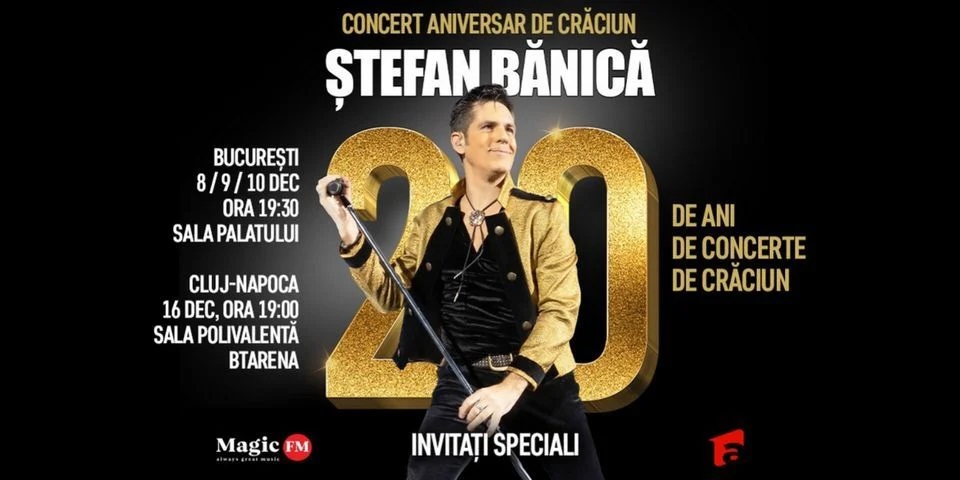 CONCERT ANIVERSAR DE CRĂCIUN
ȘTEFAN BĂNICĂ
20
BUCUREȘTI
8 / 9 / 10 DEC
ORA 19:30
SALA PALATULUI
CLUJ-NAPOCA
16 DEC, ORA 19:00
SALA POLIVALENTĂ
BTARENA
DE ANI
DE CONCERTE
DE CRĂCIUN
INVITAȚI SPECIALI
Magic FM
always great music